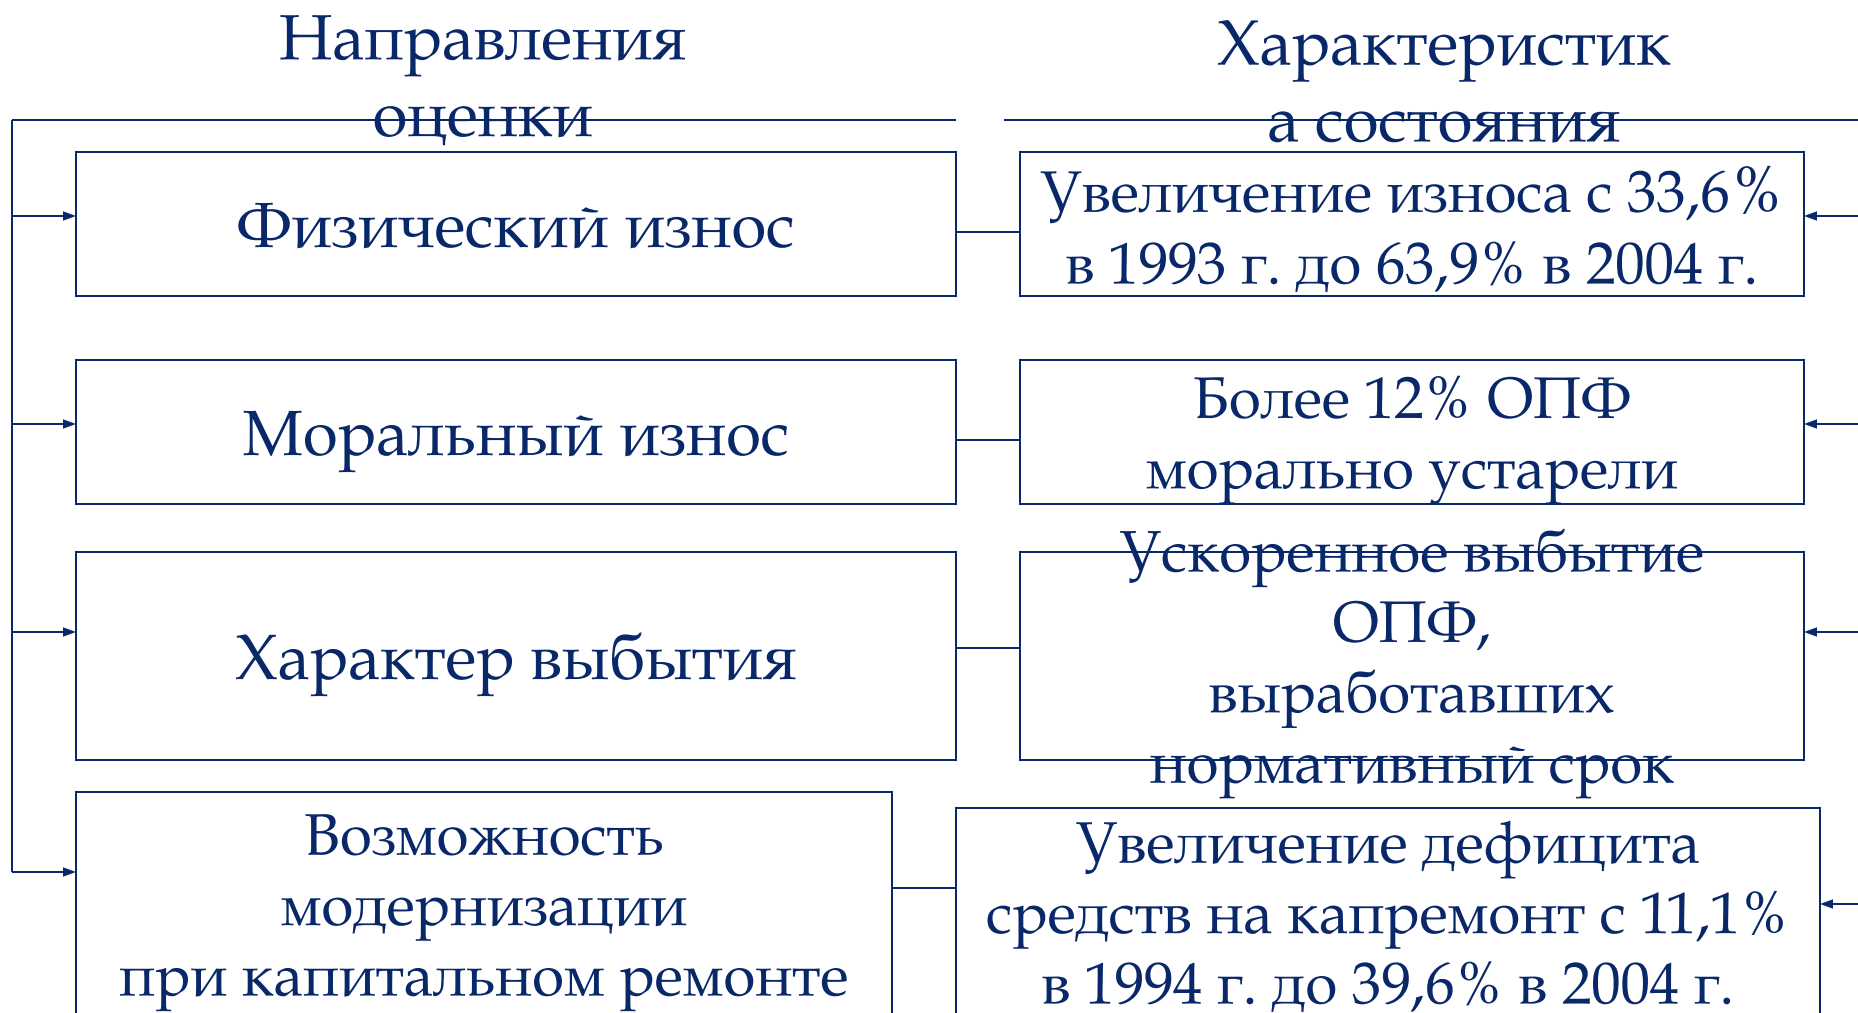 Направления
оценки
Характеристик
а состояния
Физический износ
Увеличение износа с 33,6%
в 1993 г. до 63,9% в 2004 г.
Моральный износ
Более 12% ОПФ
морально устарели
Характер выбытия
Ускоренное выбытие
ОПФ,
выработавших
нормативный срок
Возможность
модернизации
при капитальном ремонте
Увеличение дефицита
средств на капремонт с 11,1%
в 1994 г. до 39,6% в 2004 г.